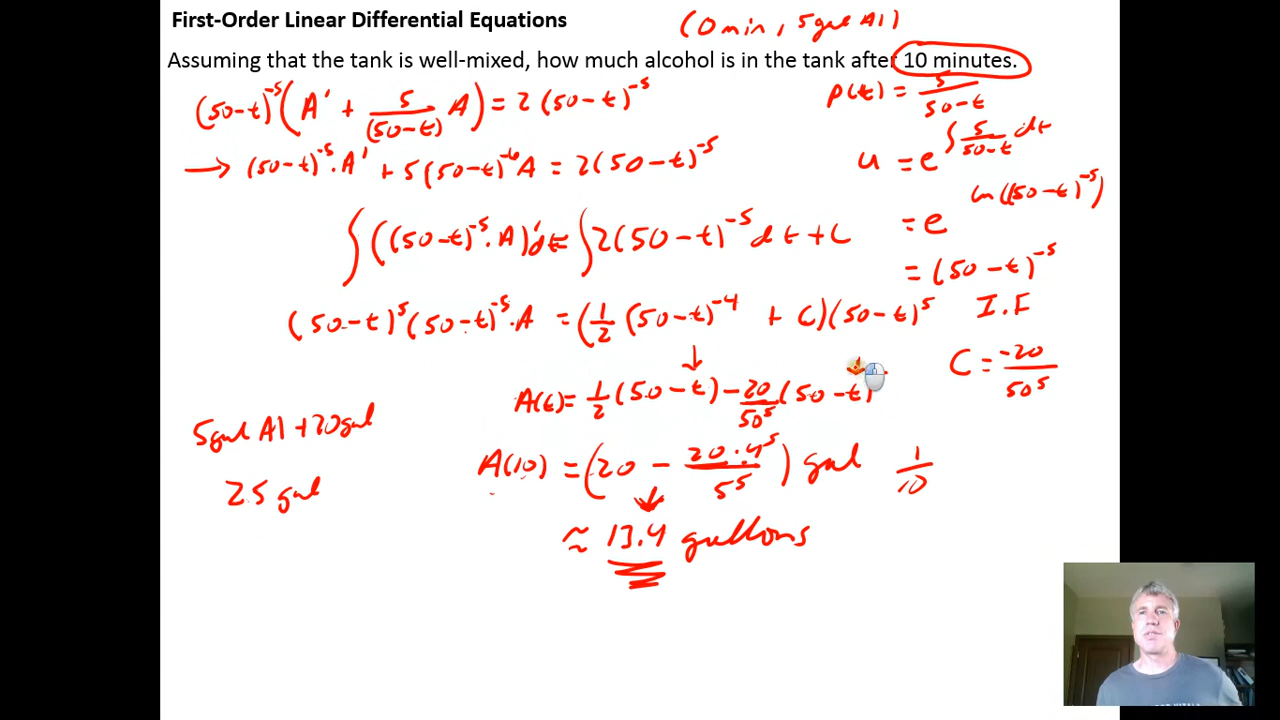 First-Order Linear Differential Equations
(0 min, 5 gal Al)
Assuming that the tank is well-mixed, how much alcohol is in the tank after 10 minutes.
(50-t)^-5 (A' + 5/(50-t) A) = 2(50-t)^-5
p(t) = 5/(50-t)
→ (50-t)^-5 · A' + 5(50-t)^-6 A = 2(50-t)^-5
u = e^∫ 5/(50-t) dt
= e^ln((50-t)^-5)
∫((50-t)^-5 · A)' dt = ∫2(50-t)^-5 dt + C
= (50-t)^-5
I.F
(50-t)^5 (50-t)^-5 · A = (1/2 (50-t)^-4 + C)(50-t)^5
C = -20/50^5
↓
A(t) = 1/2 (50-t) - 20/50^5 (50-t)
5 gal Al + 20 gal
A(10) = (20 - 20·4^5/5^5) gal
1/10
25 gal
↓
≈ 13.4 gallons